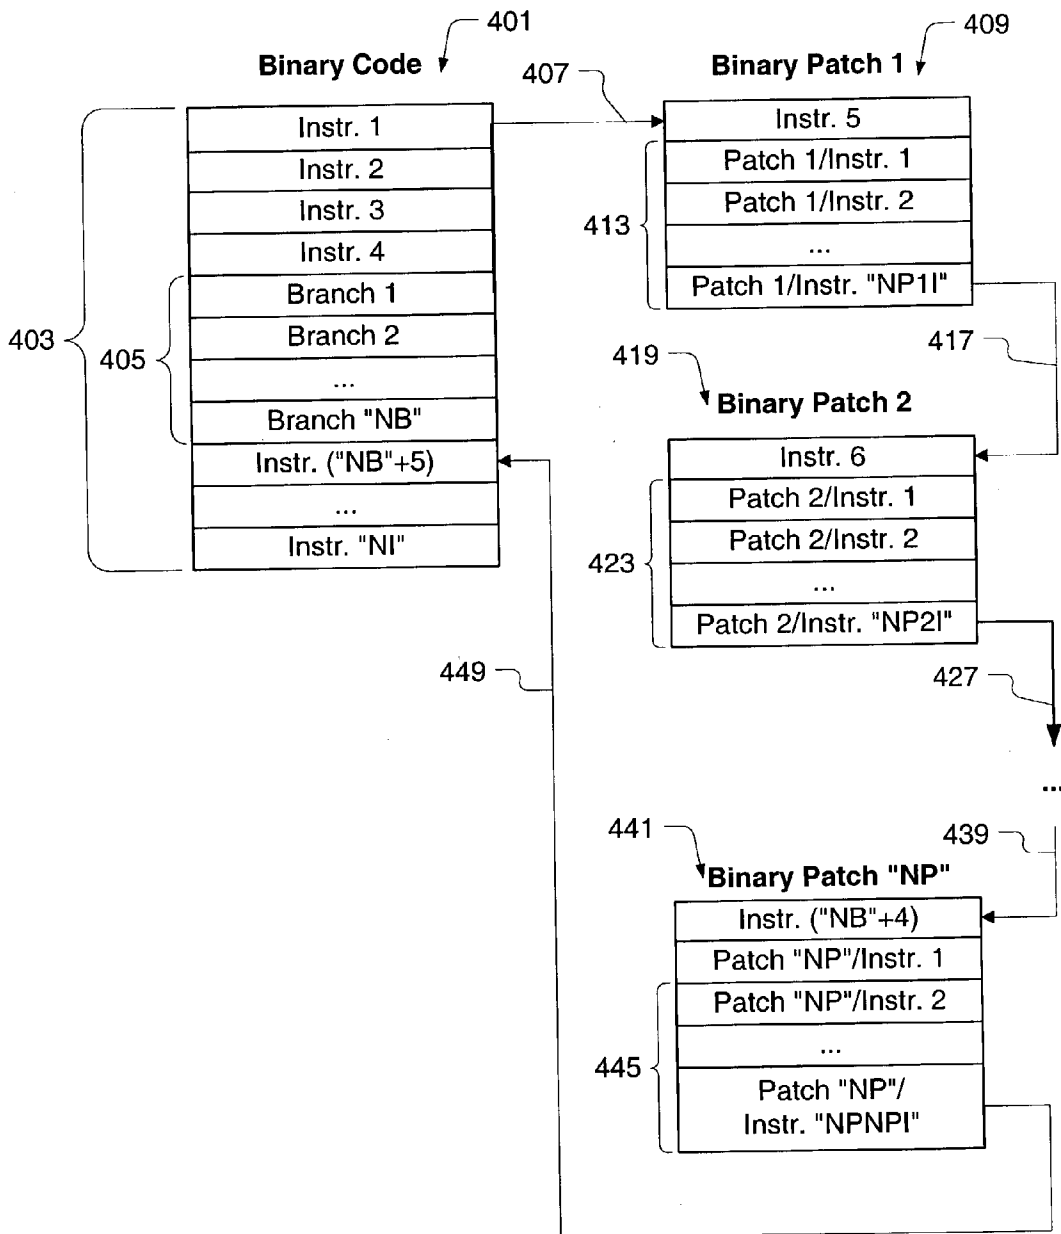 401
Binary Code
403
405
Instr. 1
Instr. 2
Instr. 3
Instr. 4
Branch 1
Branch 2
...
Branch "NB"
Instr. ("NB"+5)
...
Instr. "NI"
407
409
Binary Patch 1
413
Instr. 5
Patch 1/Instr. 1
Patch 1/Instr. 2
...
Patch 1/Instr. "NP1I"
417
419
Binary Patch 2
423
Instr. 6
Patch 2/Instr. 1
Patch 2/Instr. 2
...
Patch 2/Instr. "NP2I"
427
...
439
441
Binary Patch "NP"
445
Instr. ("NB"+4)
Patch "NP"/Instr. 1
Patch "NP"/Instr. 2
...
Patch "NP"/
Instr. "NPNPI"
449